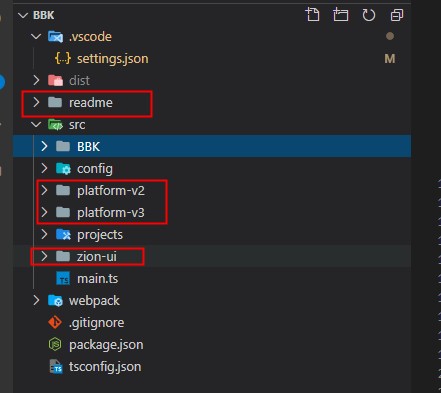 BBK
.vscode
{..} settings.json M
dist
readme
src
BBK
config
platform-v2
platform-v3
projects
zion-ui
TS main.ts
webpack
.gitignore
JS package.json
TS tsconfig.json